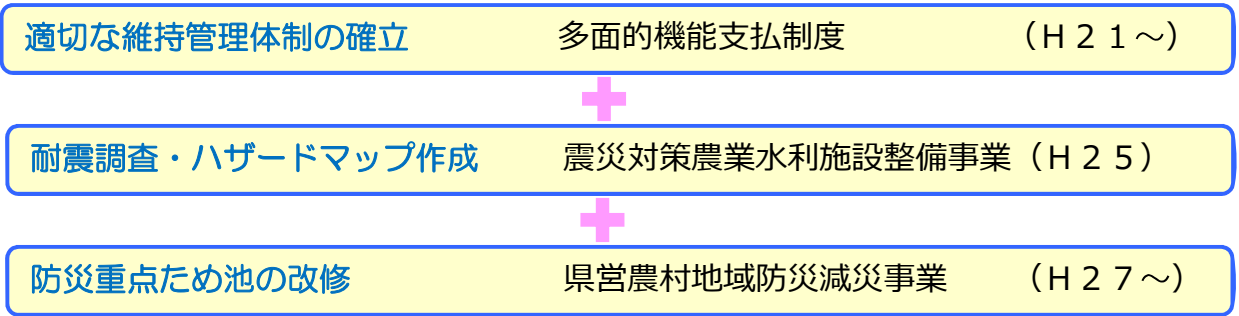 適切な維持管理体制の確立 多面的機能支払制度 （Ｈ２１～）
耐震調査・ハザードマップ作成 震災対策農業水利施設整備事業（Ｈ２５）
防災重点ため池の改修 県営農村地域防災減災事業 （Ｈ２７～）